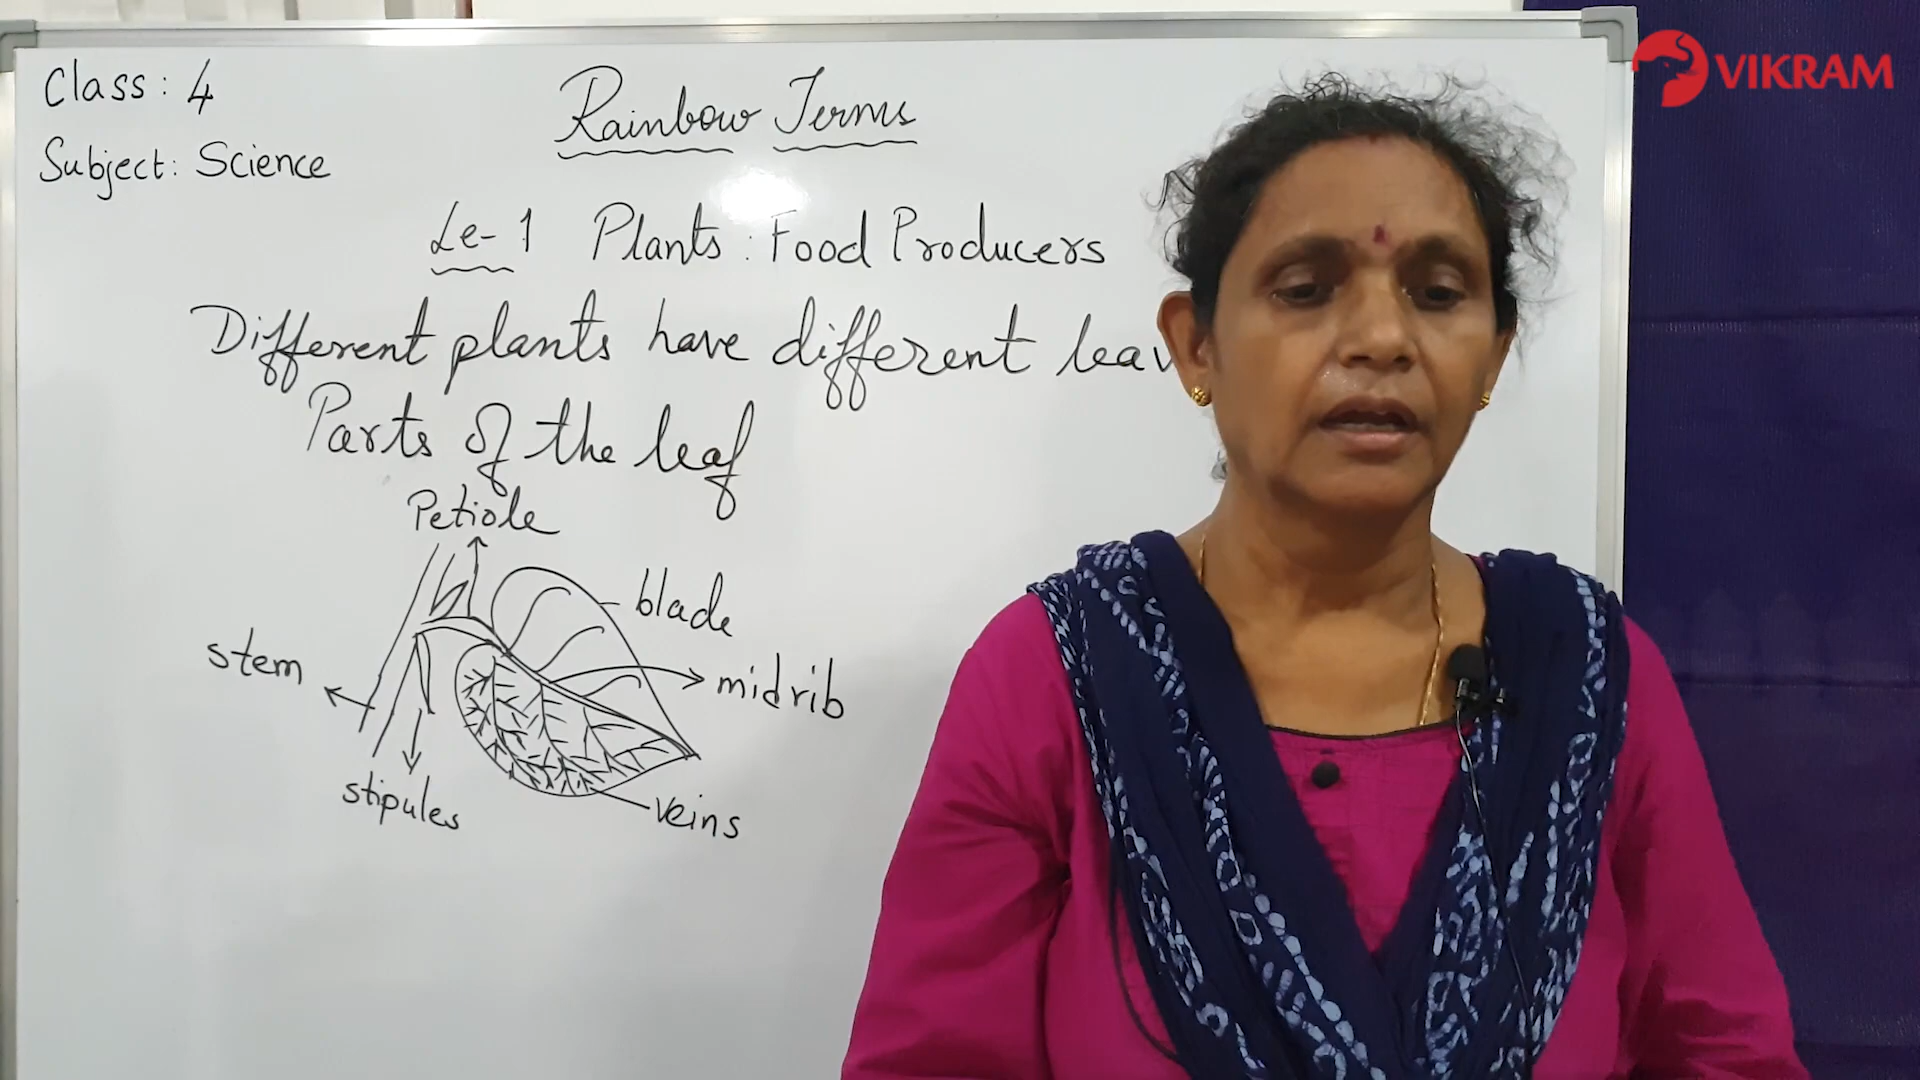 VIKRAM
Class: 4
Subject: Science
Rainbow Terms
Le-1 Plants: Food Producers
Different plants have different leav
Parts of the leaf
Petiole
blade
stem
midrib
stipules
veins